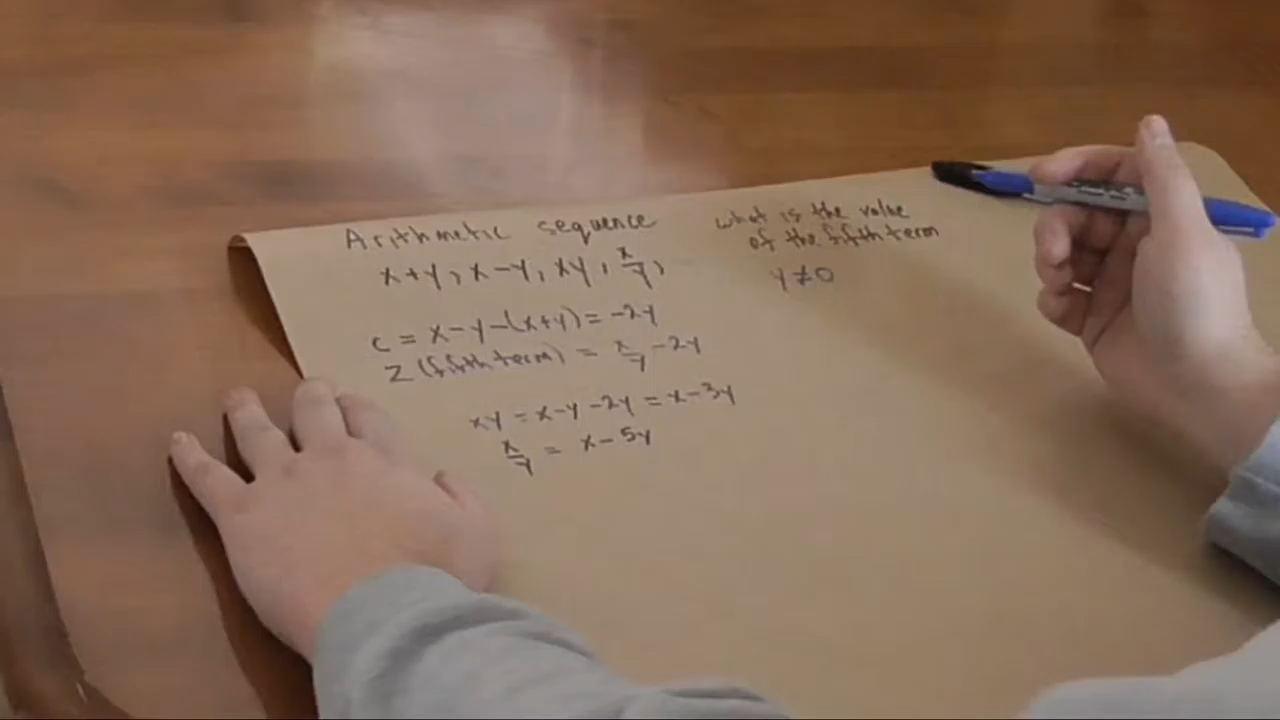 Arithmetic sequence
x+y, x-y, xy, x/y,
what is the value
of the fifth term
y≠0
c = x-y-(x+y) = -2y
Z (fifth term) = x/y -2y
xy = x-y-2y = x-3y
x/y = x-5y